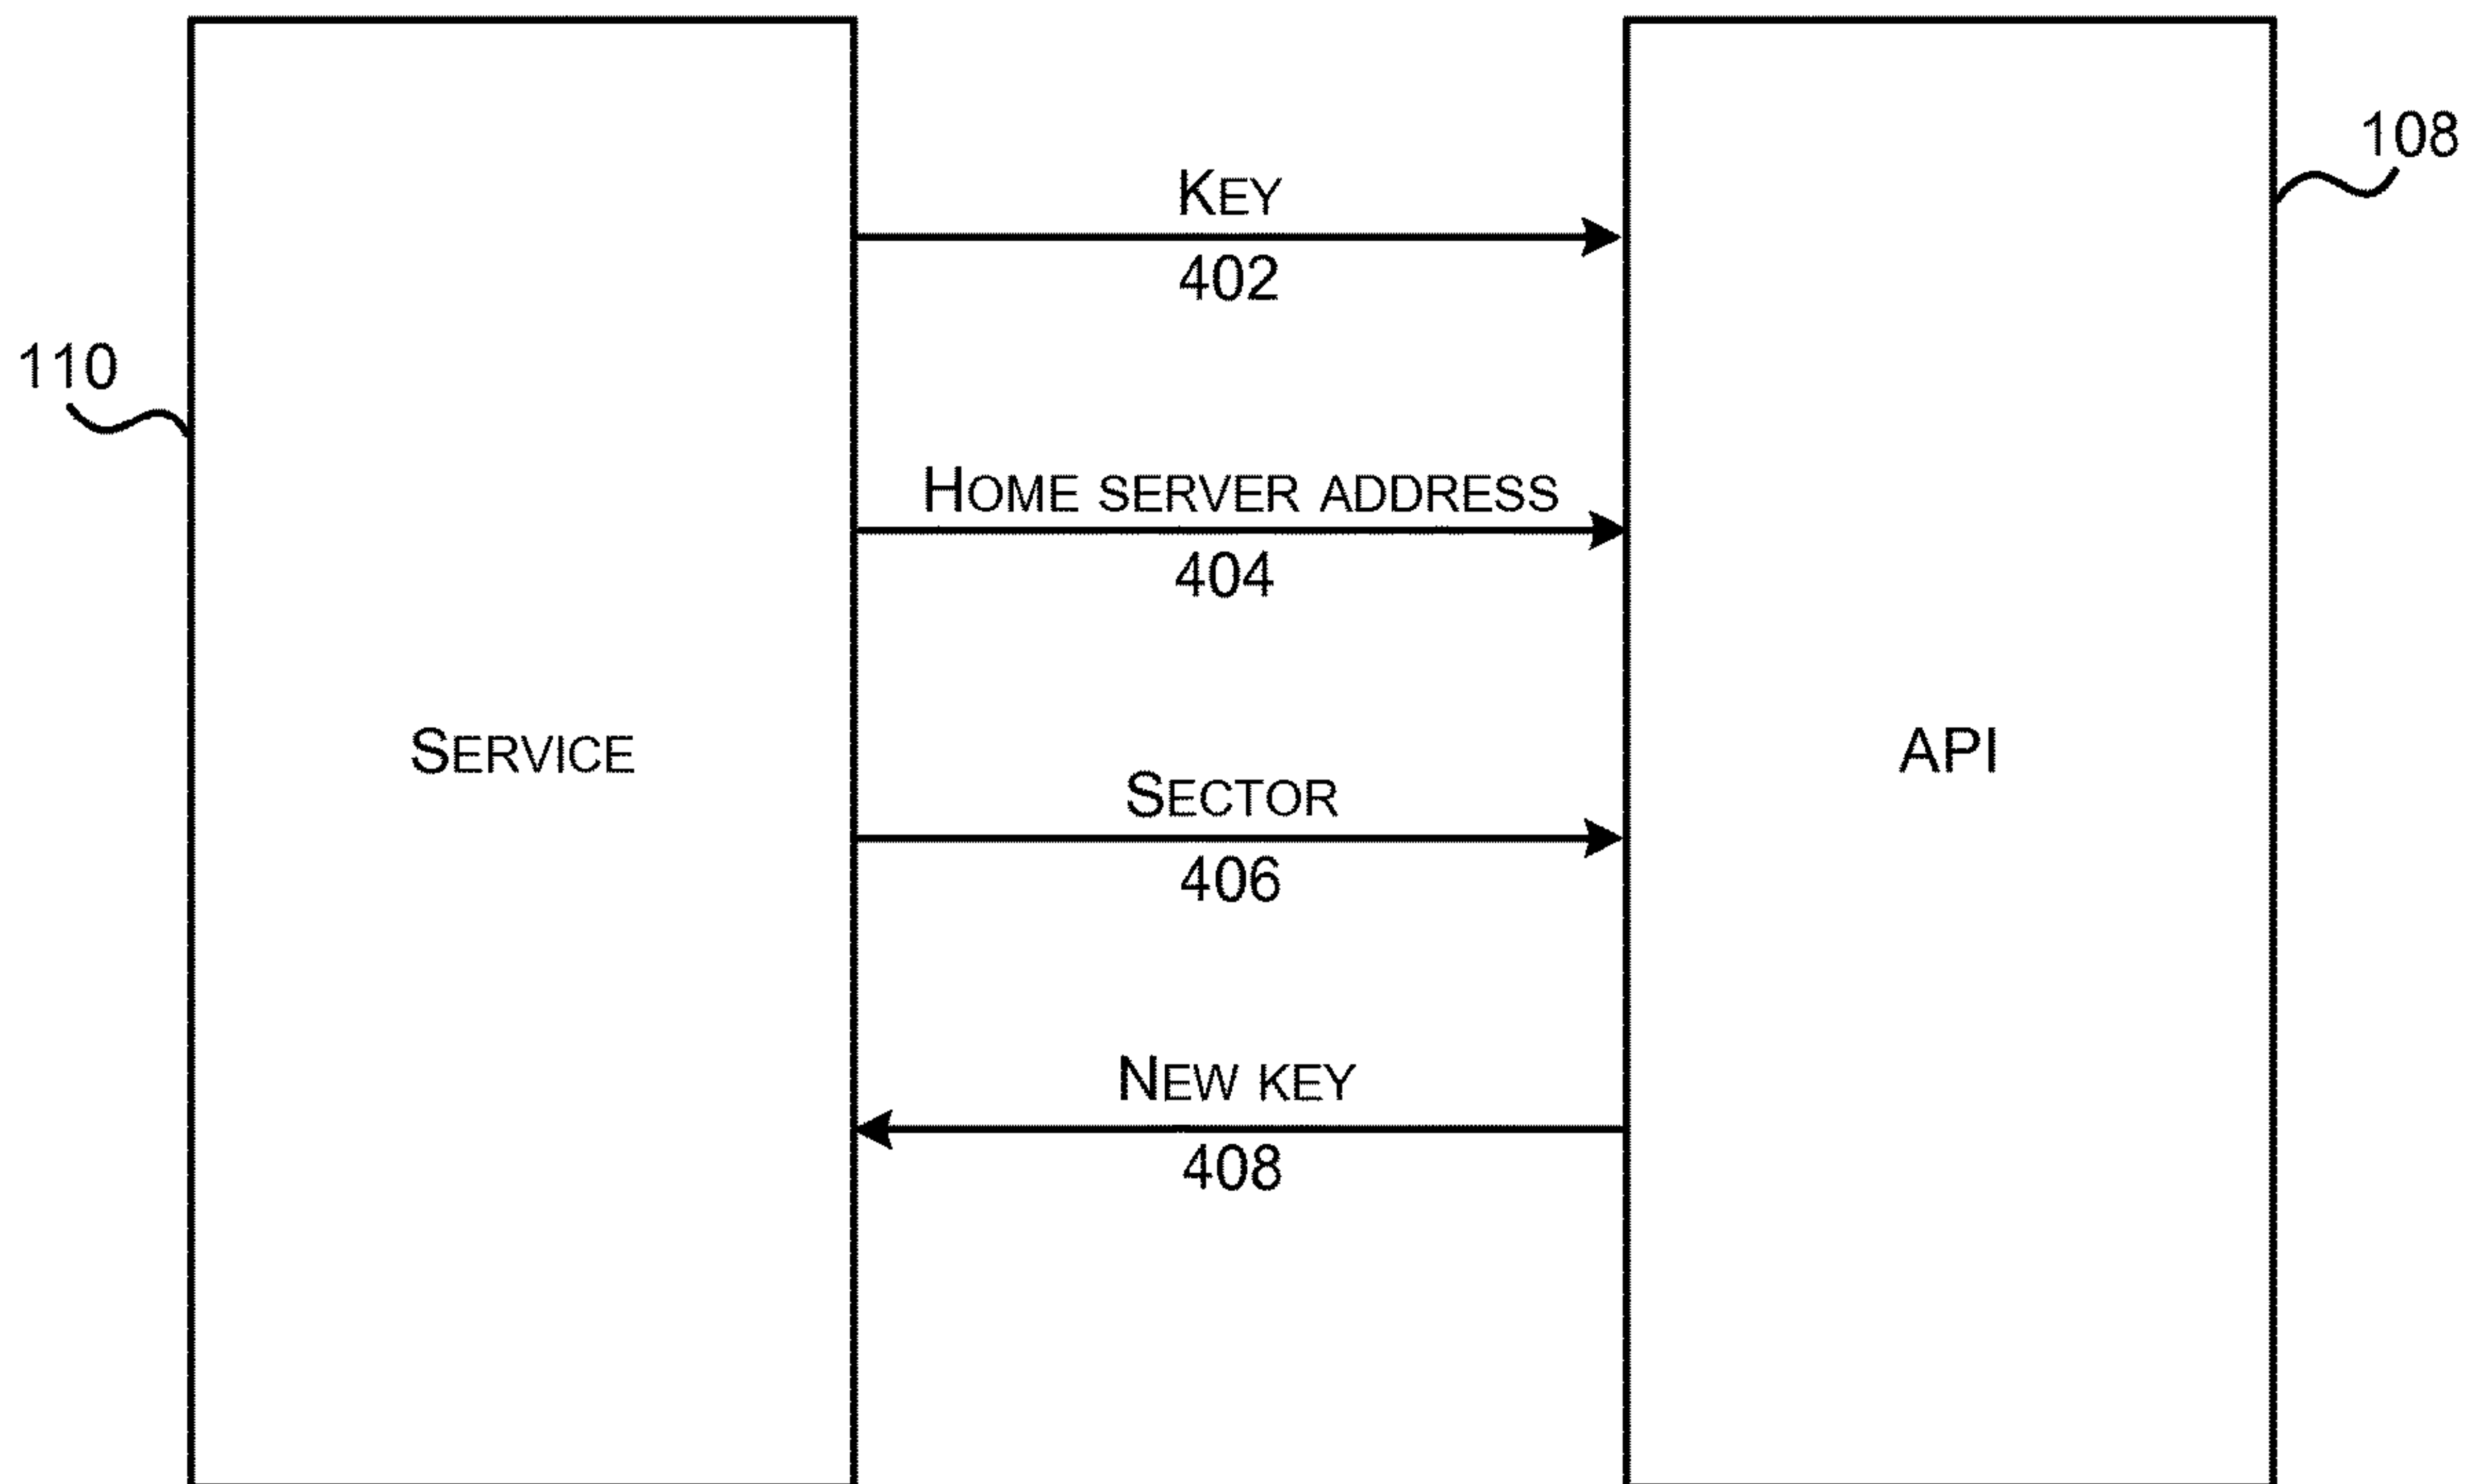 108
KEY
402
110
HOME SERVER ADDRESS
404
SERVICE
API
SECTOR
406
NEW KEY
408